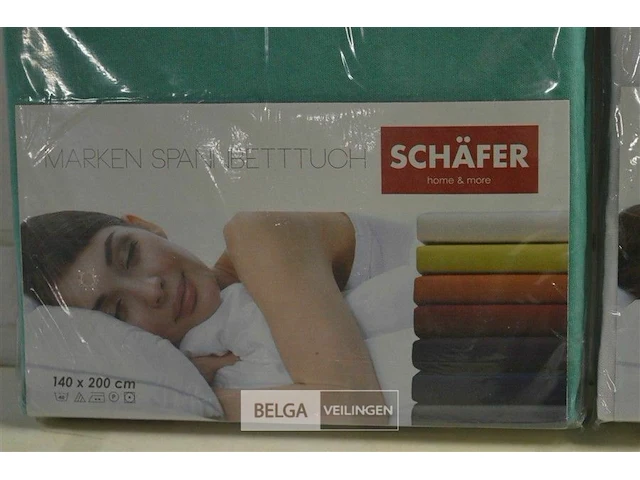 MARKEN SPANNBETTTUCH
SCHÄFER
home & more
140 x 200 cm
BELGA VEILINGEN